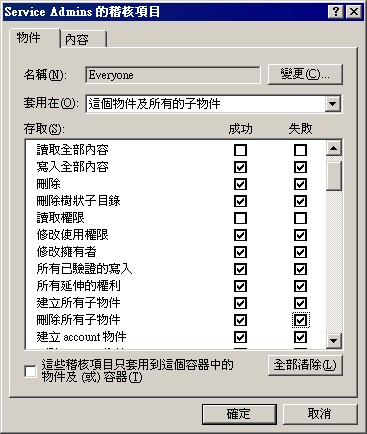 Service Admins 的稽核項目
物件
內容
名稱(N):
Everyone
變更(C)...
套用在(O):
這個物件及所有的子物件
存取(S):
成功
失敗
讀取全部內容
寫入全部內容
刪除
刪除樹狀子目錄
讀取權限
修改使用權限
修改擁有者
所有已驗證的寫入
所有延伸的權利
建立所有子物件
刪除所有子物件
建立 account 物件
這些稽核項目只套用到這個容器中的
物件及 (或) 容器(T)
全部清除(L)
確定
取消